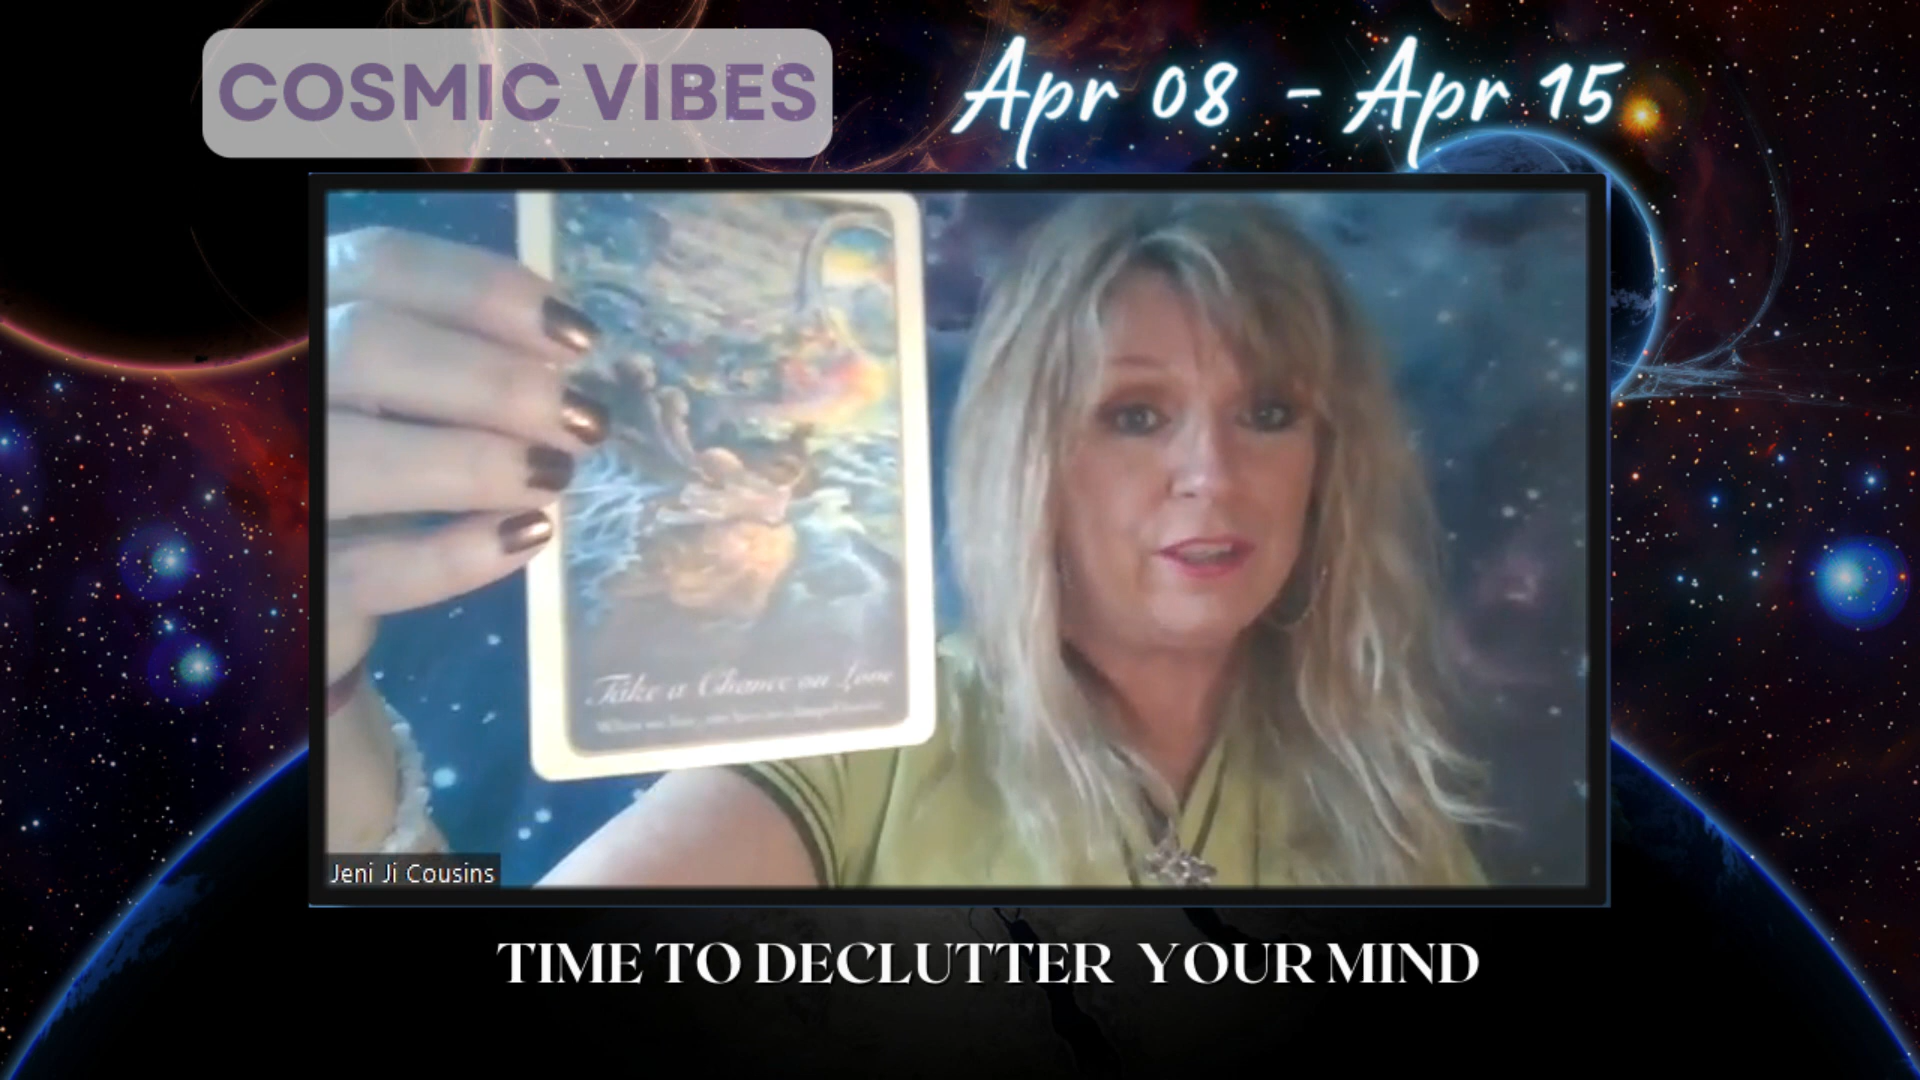 COSMIC VIBES
Apr 08 - Apr 15
Take a Chance on Love
Jeni Ji Cousins
TIME TO DECLUTTER YOUR MIND